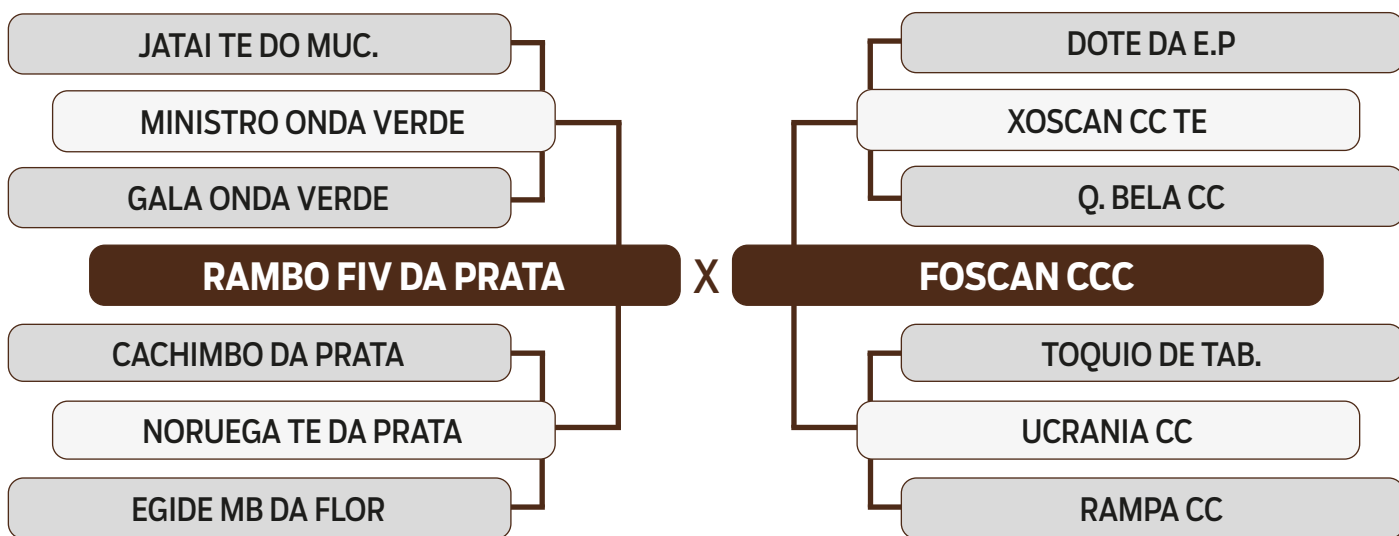 JATAI TE DO MUC.
MINISTRO ONDA VERDE
GALA ONDA VERDE
RAMBO FIV DA PRATA
CACHIMBO DA PRATA
NORUEGA TE DA PRATA
EGIDE MB DA FLOR
X
DOTE DA E.P
XOSCAN CC TE
Q. BELA CC
FOSCAN CCC
TOQUIO DE TAB.
UCRANIA CC
RAMPA CC